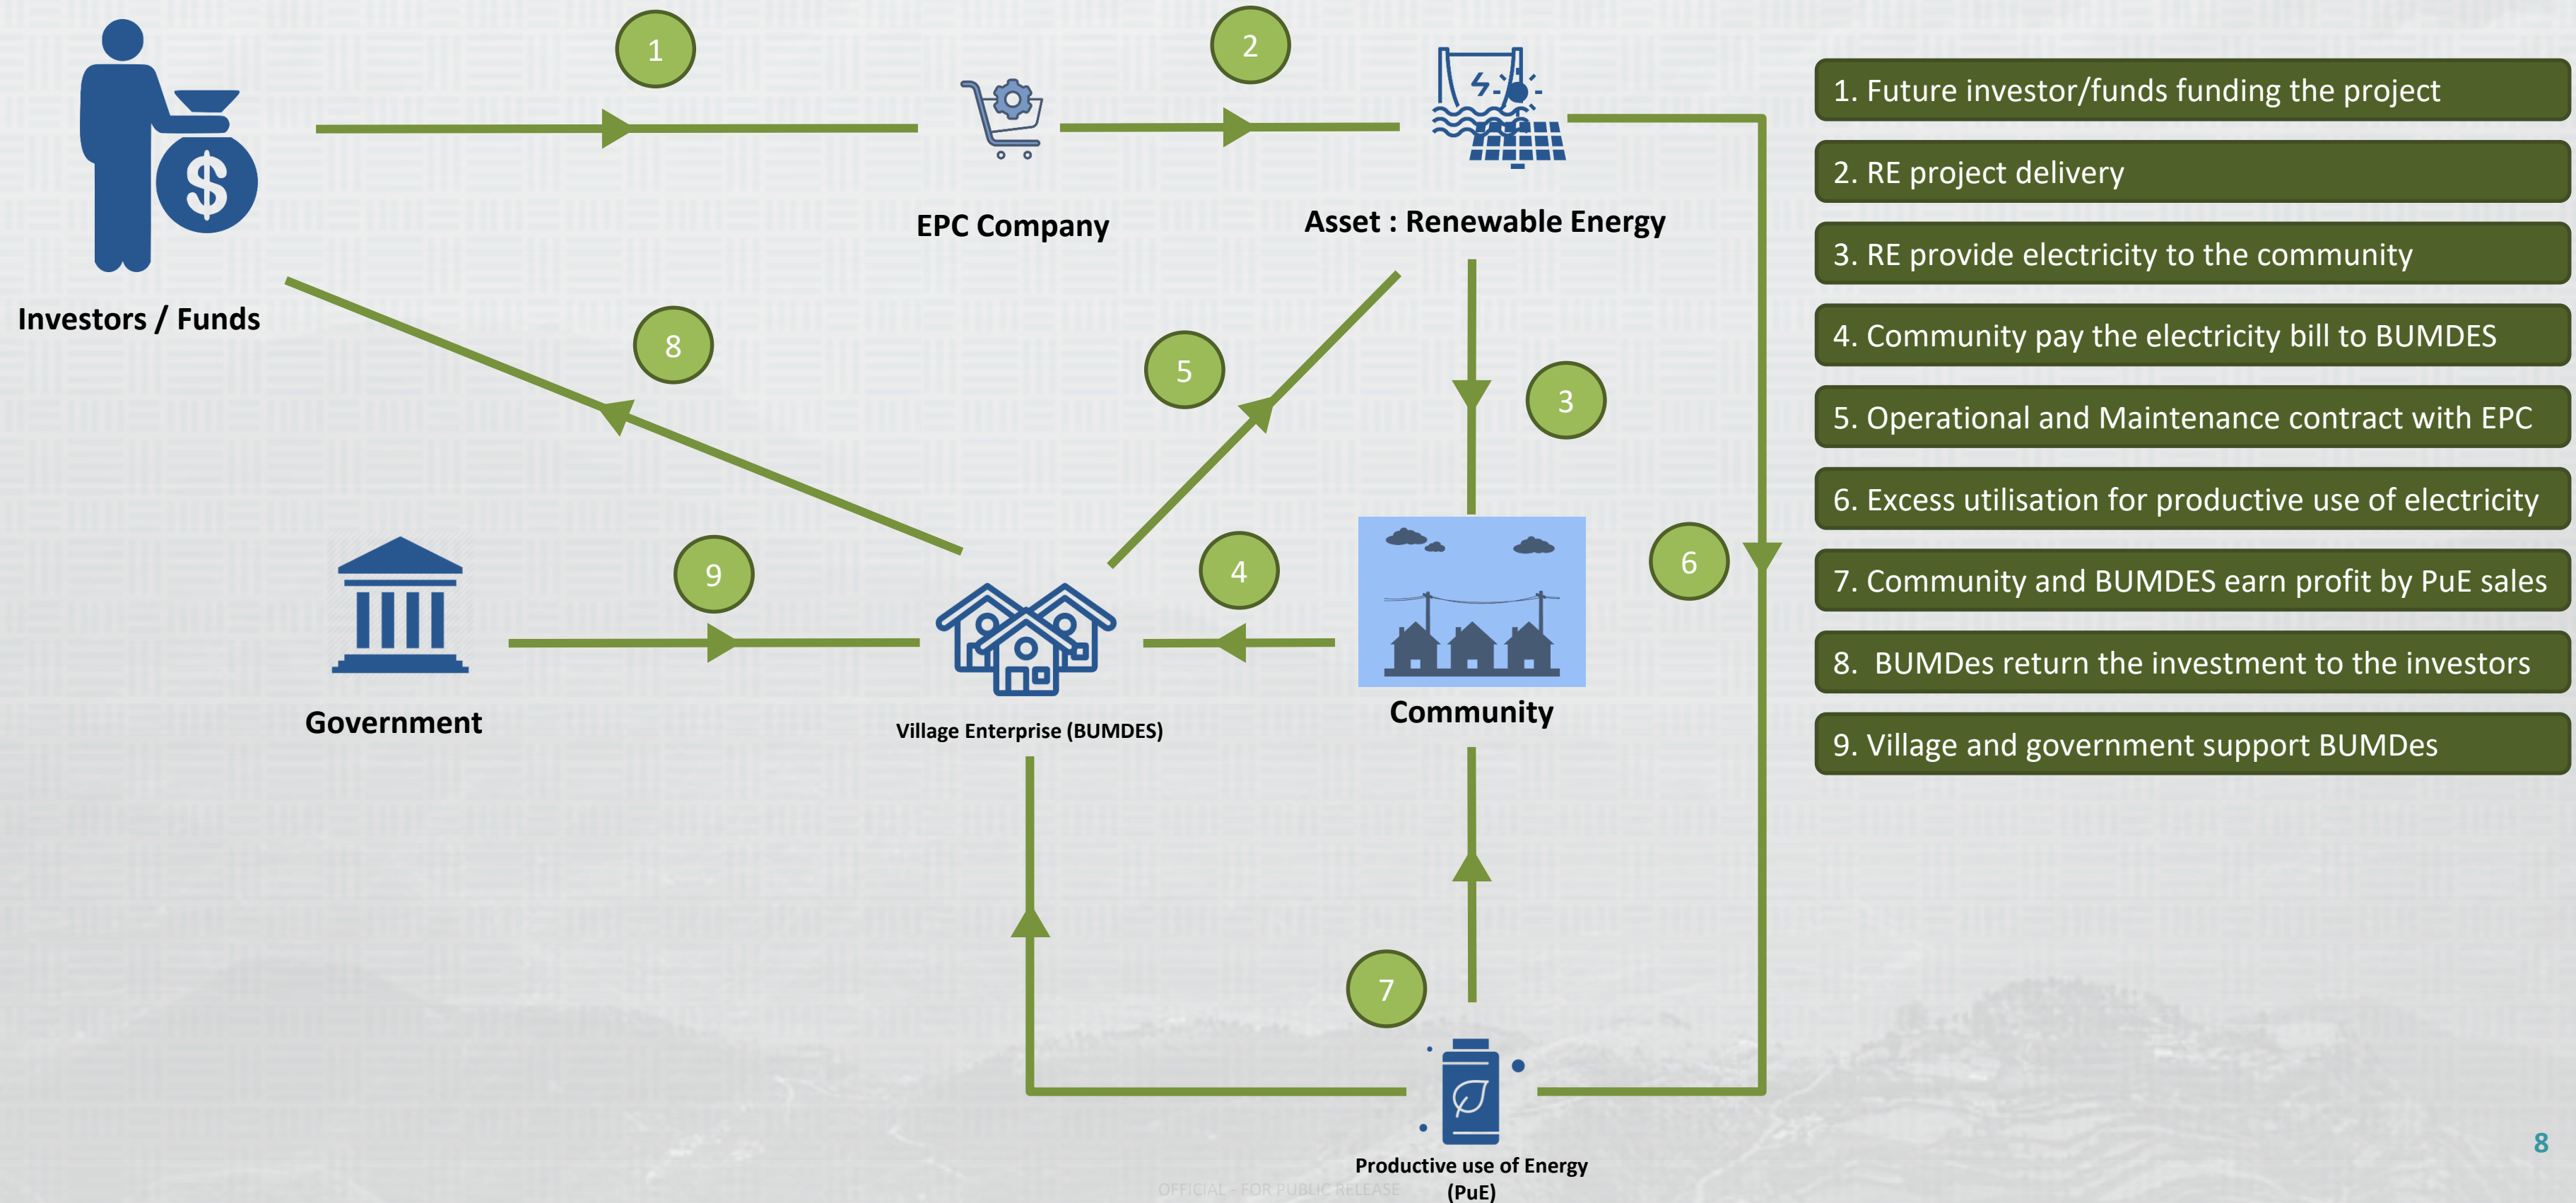 1
2
$
EPC Company
Asset : Renewable Energy
Investors / Funds
8
5
3
9
4
6
Government
Village Enterprise (BUMDES)
Community
7
Productive use of Energy
(PuE)
1. Future investor/funds funding the project
2. RE project delivery
3. RE provide electricity to the community
4. Community pay the electricity bill to BUMDES
5. Operational and Maintenance contract with EPC
6. Excess utilisation for productive use of electricity
7. Community and BUMDES earn profit by PuE sales
8. BUMDes return the investment to the investors
9. Village and government support BUMDes
8
OFFICIAL - FOR PUBLIC RELEASE